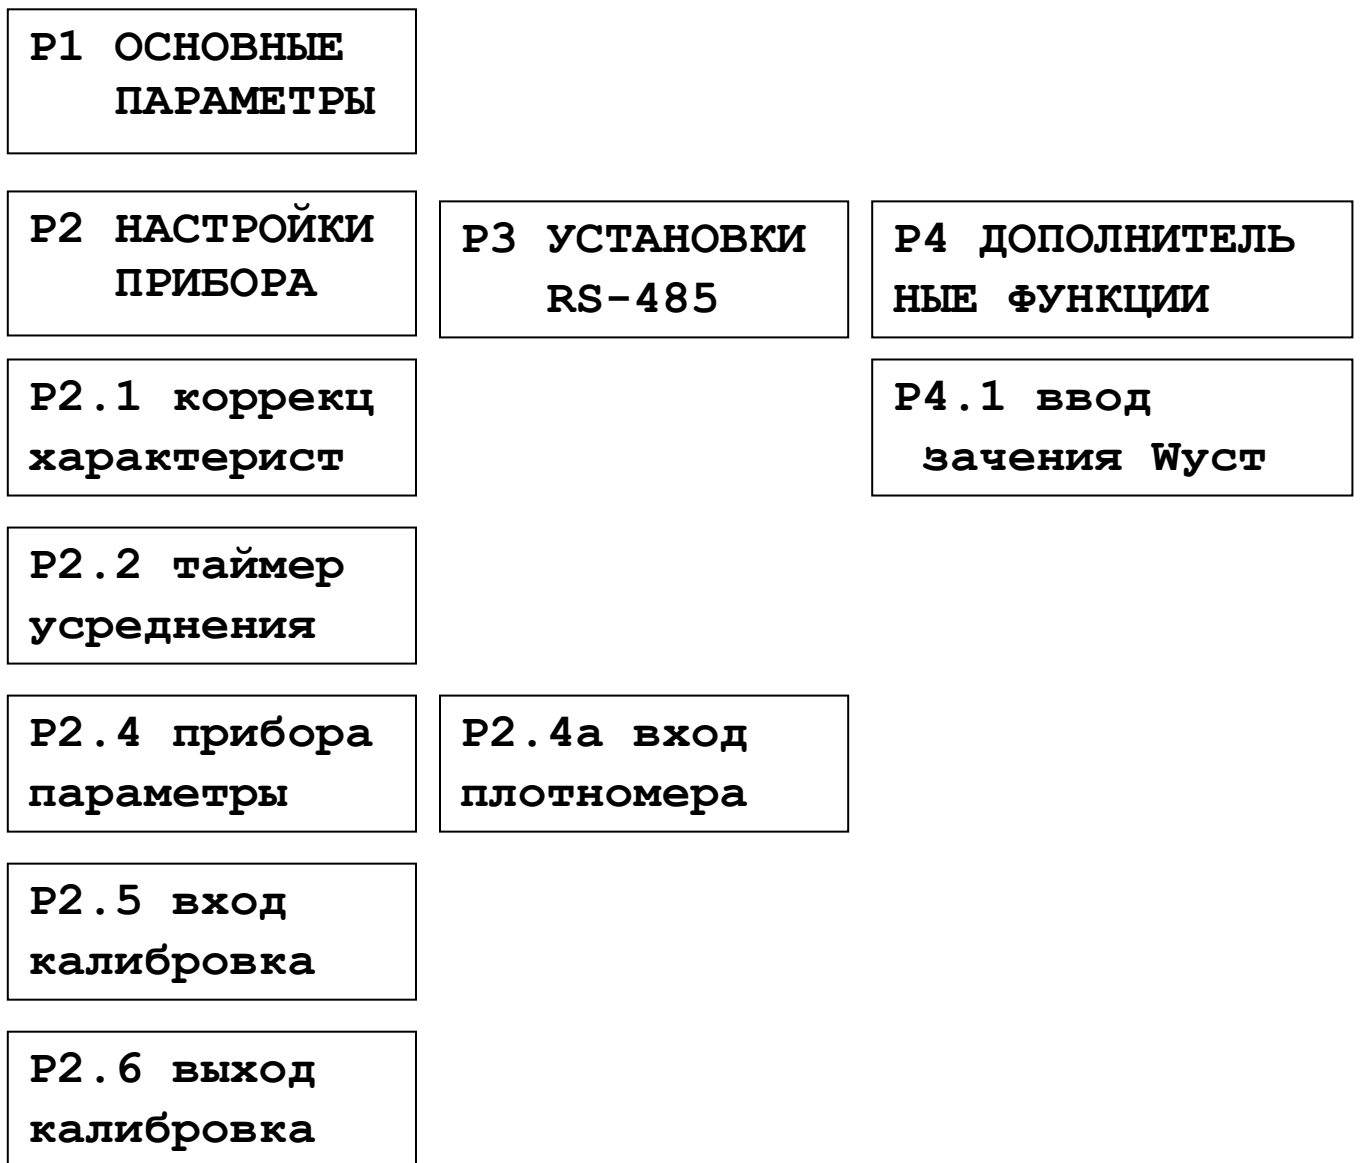 P1 ОСНОВНЫЕ
ПАРАМЕТРЫ
P2 НАСТРОЙКИ
ПРИБОРА
P3 УСТАНОВКИ
RS-485
P4 ДОПОЛНИТЕЛЬ
НЫЕ ФУНКЦИИ
P2.1 коррекц
характерист
P4.1 ввод
зачения Wуст
P2.2 таймер
усреднения
P2.4 прибора
параметры
P2.4а вход
плотномера
P2.5 вход
калибровка
P2.6 выход
калибровка